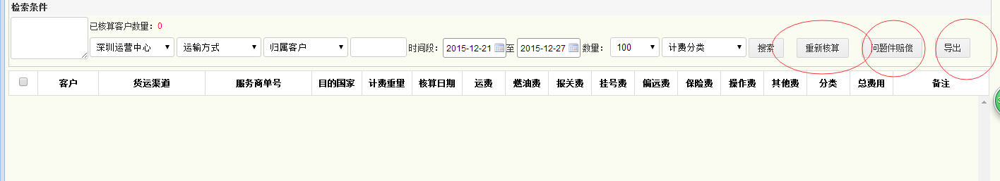 检索条件
已核算客户数量：0
深圳运营中心 运输方式 归属客户 时间段： 2015-12-21 至 2015-12-27 数量： 100 计费分类 搜索 重新核算 问题件赔偿 导出
客户 货运渠道 服务商单号 目的国家 计费重量 核算日期 运费 燃油费 报关费 挂号费 偏远费 保险费 操作费 其他费 分类 总费用 备注